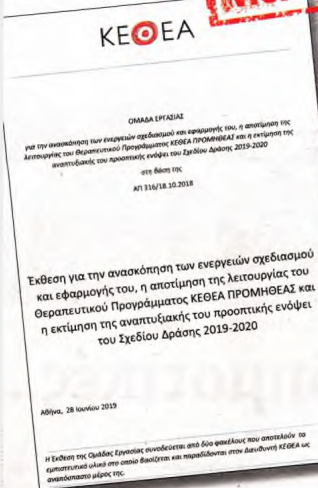 ΚΕΘΕΑ
ΟΜΑΔΑ ΕΡΓΑΣΙΑΣ
για την ανασκόπηση των ενεργειών σχεδιασμού και εφαρμογής του, η αποτίμηση της
λειτουργίας του Θεραπευτικού Προγράμματος ΚΕΘΕΑ ΠΡΟΜΗΘΕΑΣ και η εκτίμηση της
αναπτυξιακής του προοπτικής ενόψει του Σχεδίου Δράσης 2019-2020
στη βάση της
ΑΠ 316/18.10.2018
Έκθεση για την ανασκόπηση των ενεργειών σχεδιασμού
και εφαρμογής του, η αποτίμηση της λειτουργίας του
Θεραπευτικού Προγράμματος ΚΕΘΕΑ ΠΡΟΜΗΘΕΑΣ και
η εκτίμηση της αναπτυξιακής του προοπτικής ενόψει
του Σχεδίου Δράσης 2019-2020
Αθήνα, 28 Ιουνίου 2019
Η Έκθεση της Ομάδας Εργασίας συνοδεύεται από δύο φακέλους που αποτελούν το
εμπιστευτικό υλικό στο οποίο βασίζεται και παραδίδονται στον Διευθυντή ΚΕΘΕΑ ως
αναπόσπαστο μέρος της.